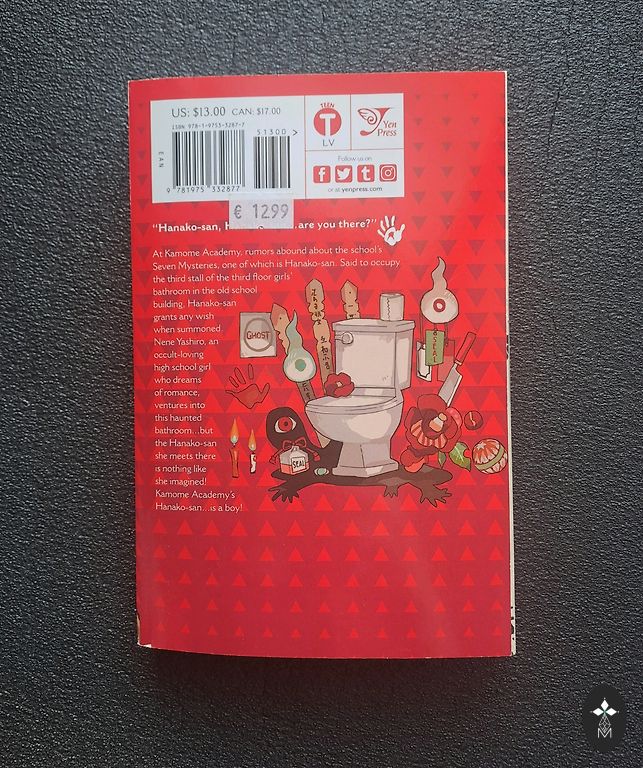 US: $13.00 CAN: $17.00
ISBN 978-1-9753-3287-7
51300 >
EAN
9 781975 332877
TEEN
T
LV
Yen
Press
Follow us on
or at yenpress.com
€ 12.99
"Hanako-san, H are you there?"
At Kamome Academy, rumors abound about the school's
Seven Mysteries, one of which is Hanako-san. Said to occupy
the third stall of the third floor girls'
bathroom in the old school
building, Hanako-san
grants any wish
when summoned.
Nene Yashiro, an
occult-loving
high school girl
who dreams
of romance,
ventures into
this haunted
bathroom...but
the Hanako-san
she meets there
is nothing like
she imagined!
Kamome Academy's
Hanako-san...is a boy!
GHOST
SEAL
SEAL
M